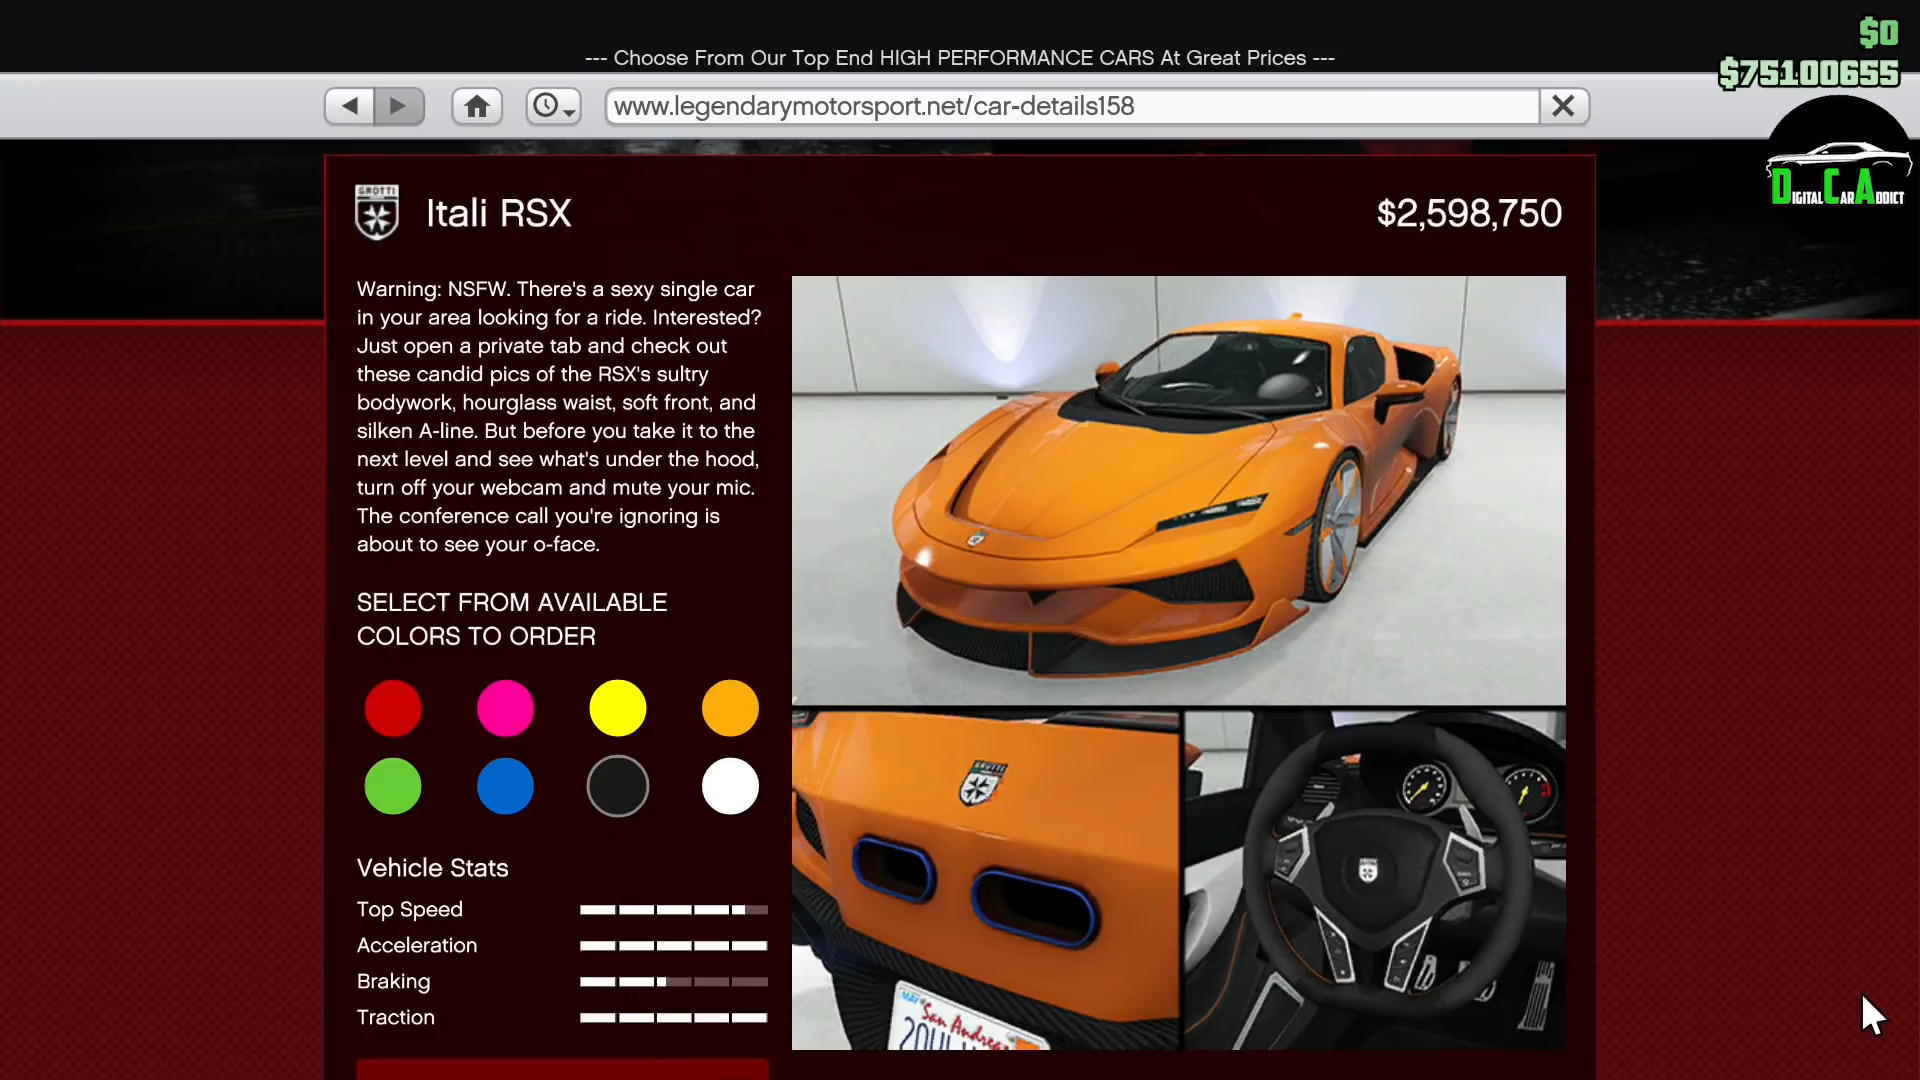 $0
--- Choose From Our Top End HIGH PERFORMANCE CARS At Great Prices ---
$75100655
www.legendarymotorsport.net/car-details158
DIGITALCARADDICT
GROTTI
Itali RSX
$2,598,750
Warning: NSFW. There's a sexy single car
in your area looking for a ride. Interested?
Just open a private tab and check out
these candid pics of the RSX's sultry
bodywork, hourglass waist, soft front, and
silken A-line. But before you take it to the
next level and see what's under the hood,
turn off your webcam and mute your mic.
The conference call you're ignoring is
about to see your o-face.
SELECT FROM AVAILABLE
COLORS TO ORDER
GROTTI
Vehicle Stats
Top Speed
Acceleration
Braking
Traction
San Andreas